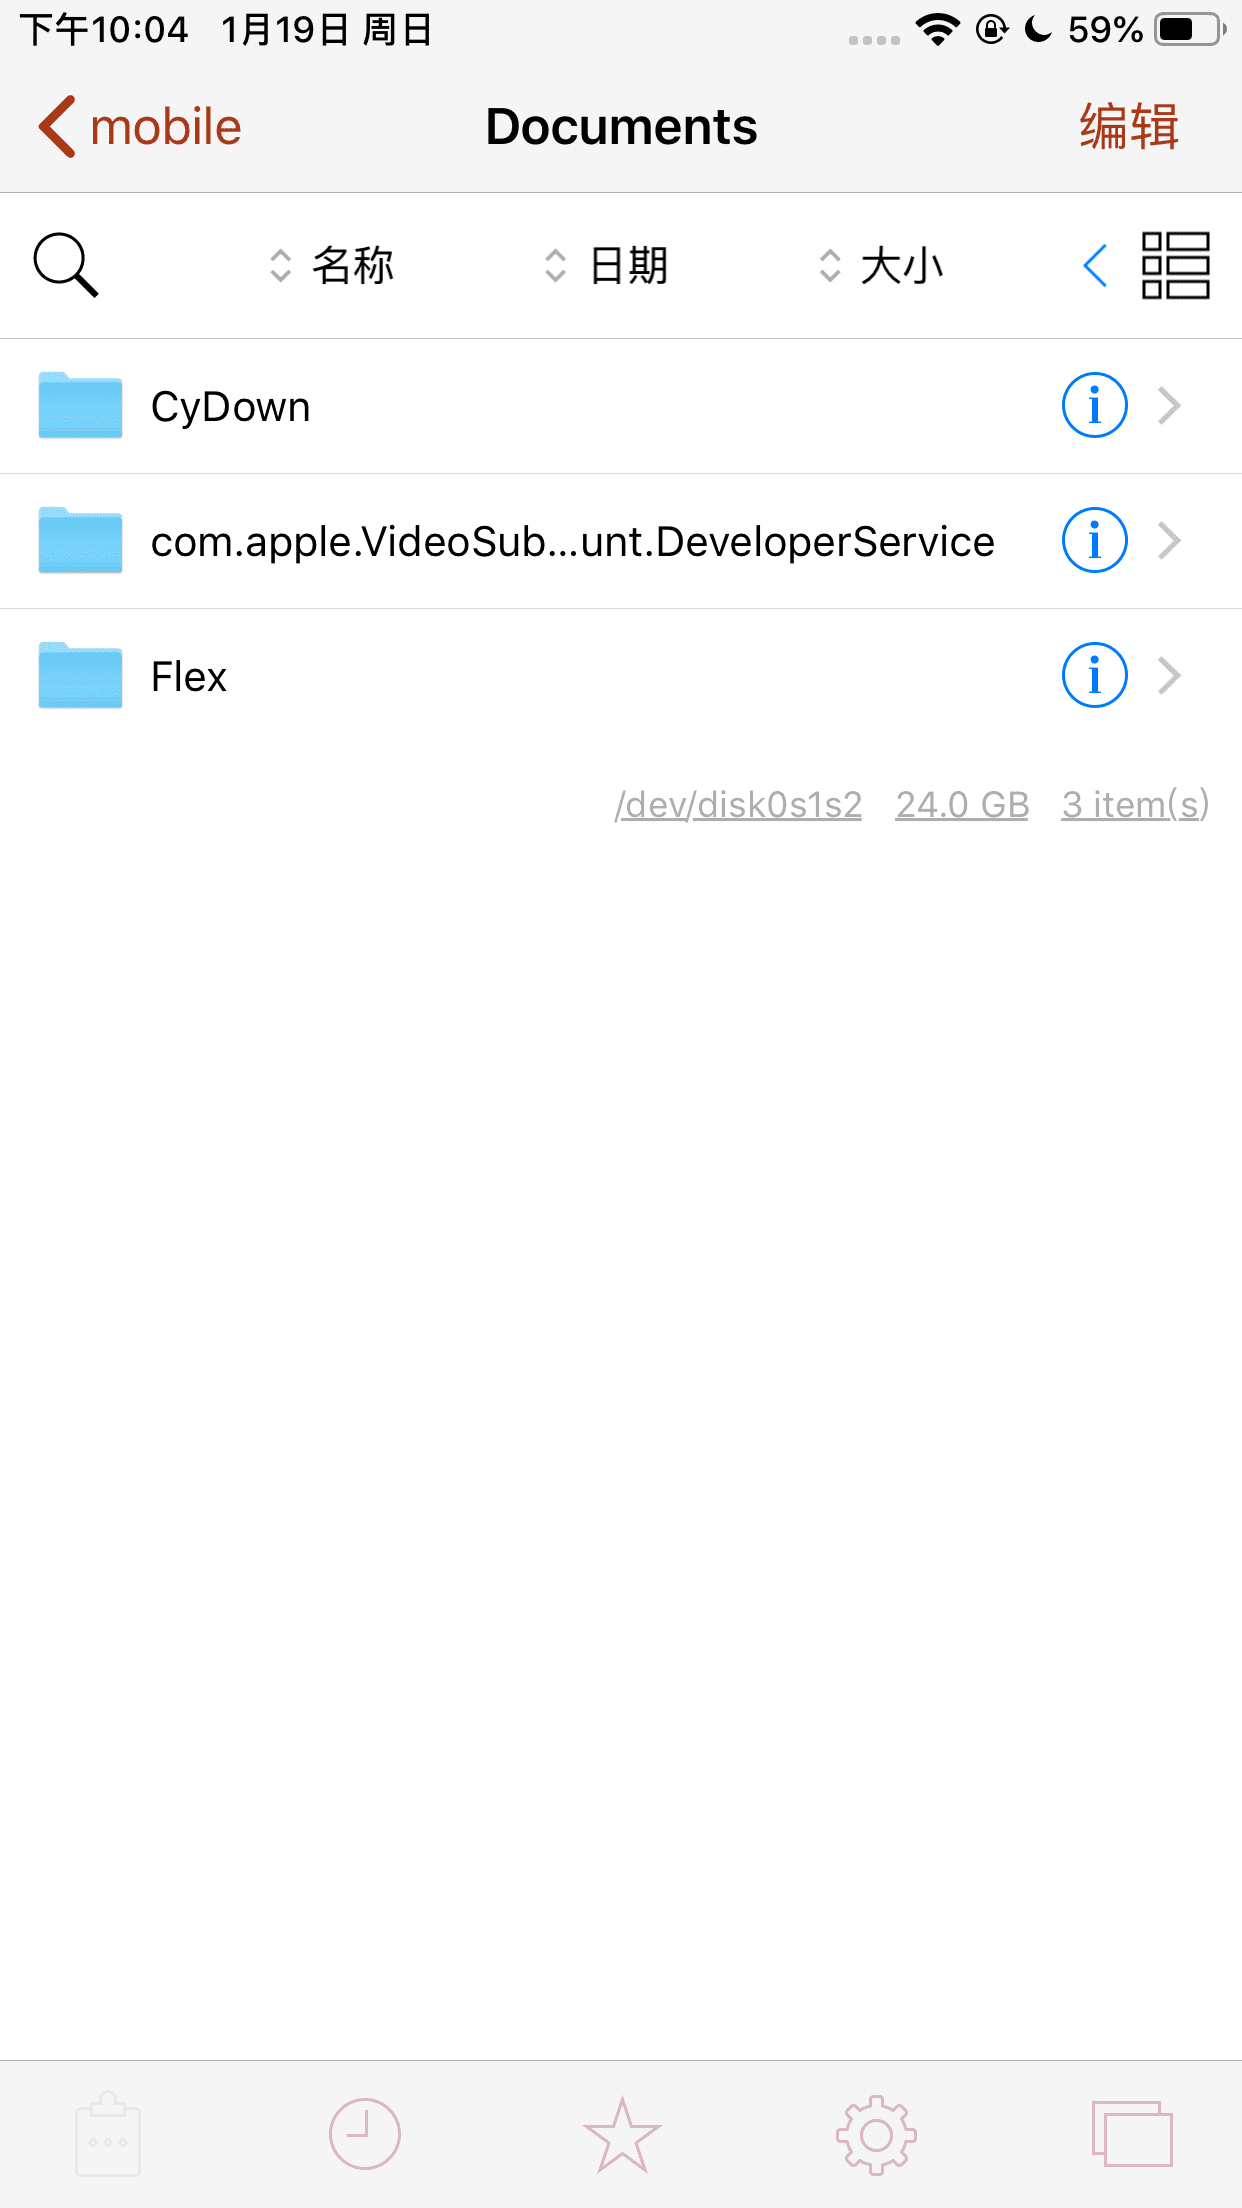 下午10:04 1月19日 周日 59%
mobile Documents 编辑
名称 日期 大小
CyDown
com.apple.VideoSub...unt.DeveloperService
Flex
/dev/disk0s1s2 24.0 GB 3 item(s)